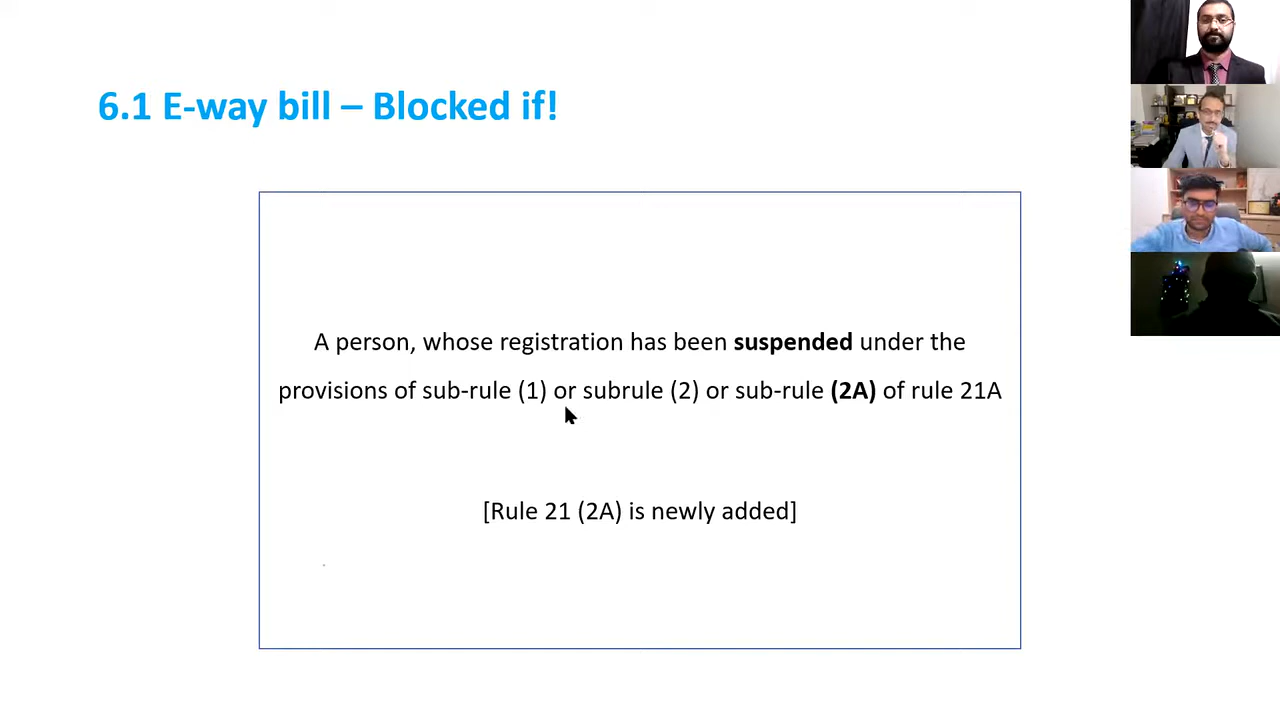 6.1 E-way bill – Blocked if!
A person, whose registration has been suspended under the
provisions of sub-rule (1) or subrule (2) or sub-rule (2A) of rule 21A
[Rule 21 (2A) is newly added]